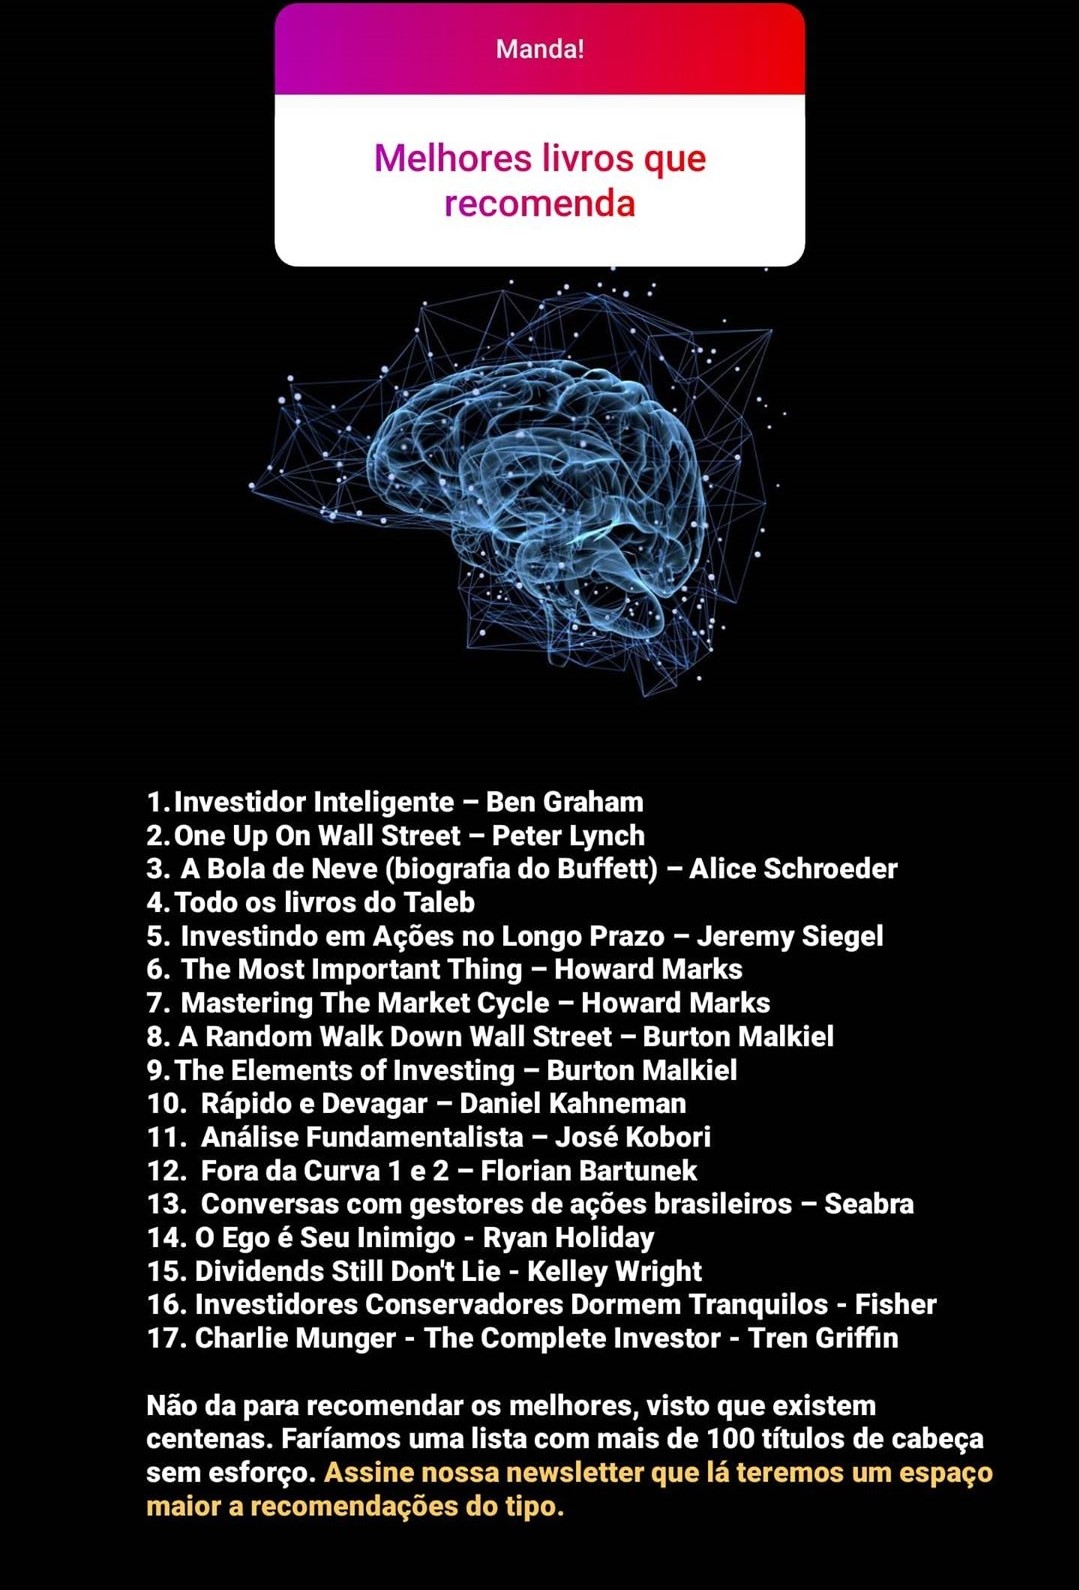 Manda!
Melhores livros que
recomenda
1. Investidor Inteligente – Ben Graham
2. One Up On Wall Street – Peter Lynch
3. A Bola de Neve (biografia do Buffett) – Alice Schroeder
4. Todo os livros do Taleb
5. Investindo em Ações no Longo Prazo – Jeremy Siegel
6. The Most Important Thing – Howard Marks
7. Mastering The Market Cycle – Howard Marks
8. A Random Walk Down Wall Street – Burton Malkiel
9. The Elements of Investing – Burton Malkiel
10. Rápido e Devagar – Daniel Kahneman
11. Análise Fundamentalista – José Kobori
12. Fora da Curva 1 e 2 – Florian Bartunek
13. Conversas com gestores de ações brasileiros – Seabra
14. O Ego é Seu Inimigo - Ryan Holiday
15. Dividends Still Don't Lie - Kelley Wright
16. Investidores Conservadores Dormem Tranquilos - Fisher
17. Charlie Munger - The Complete Investor - Tren Griffin
Não da para recomendar os melhores, visto que existem
centenas. Faríamos uma lista com mais de 100 títulos de cabeça
sem esforço. Assine nossa newsletter que lá teremos um espaço
maior a recomendações do tipo.